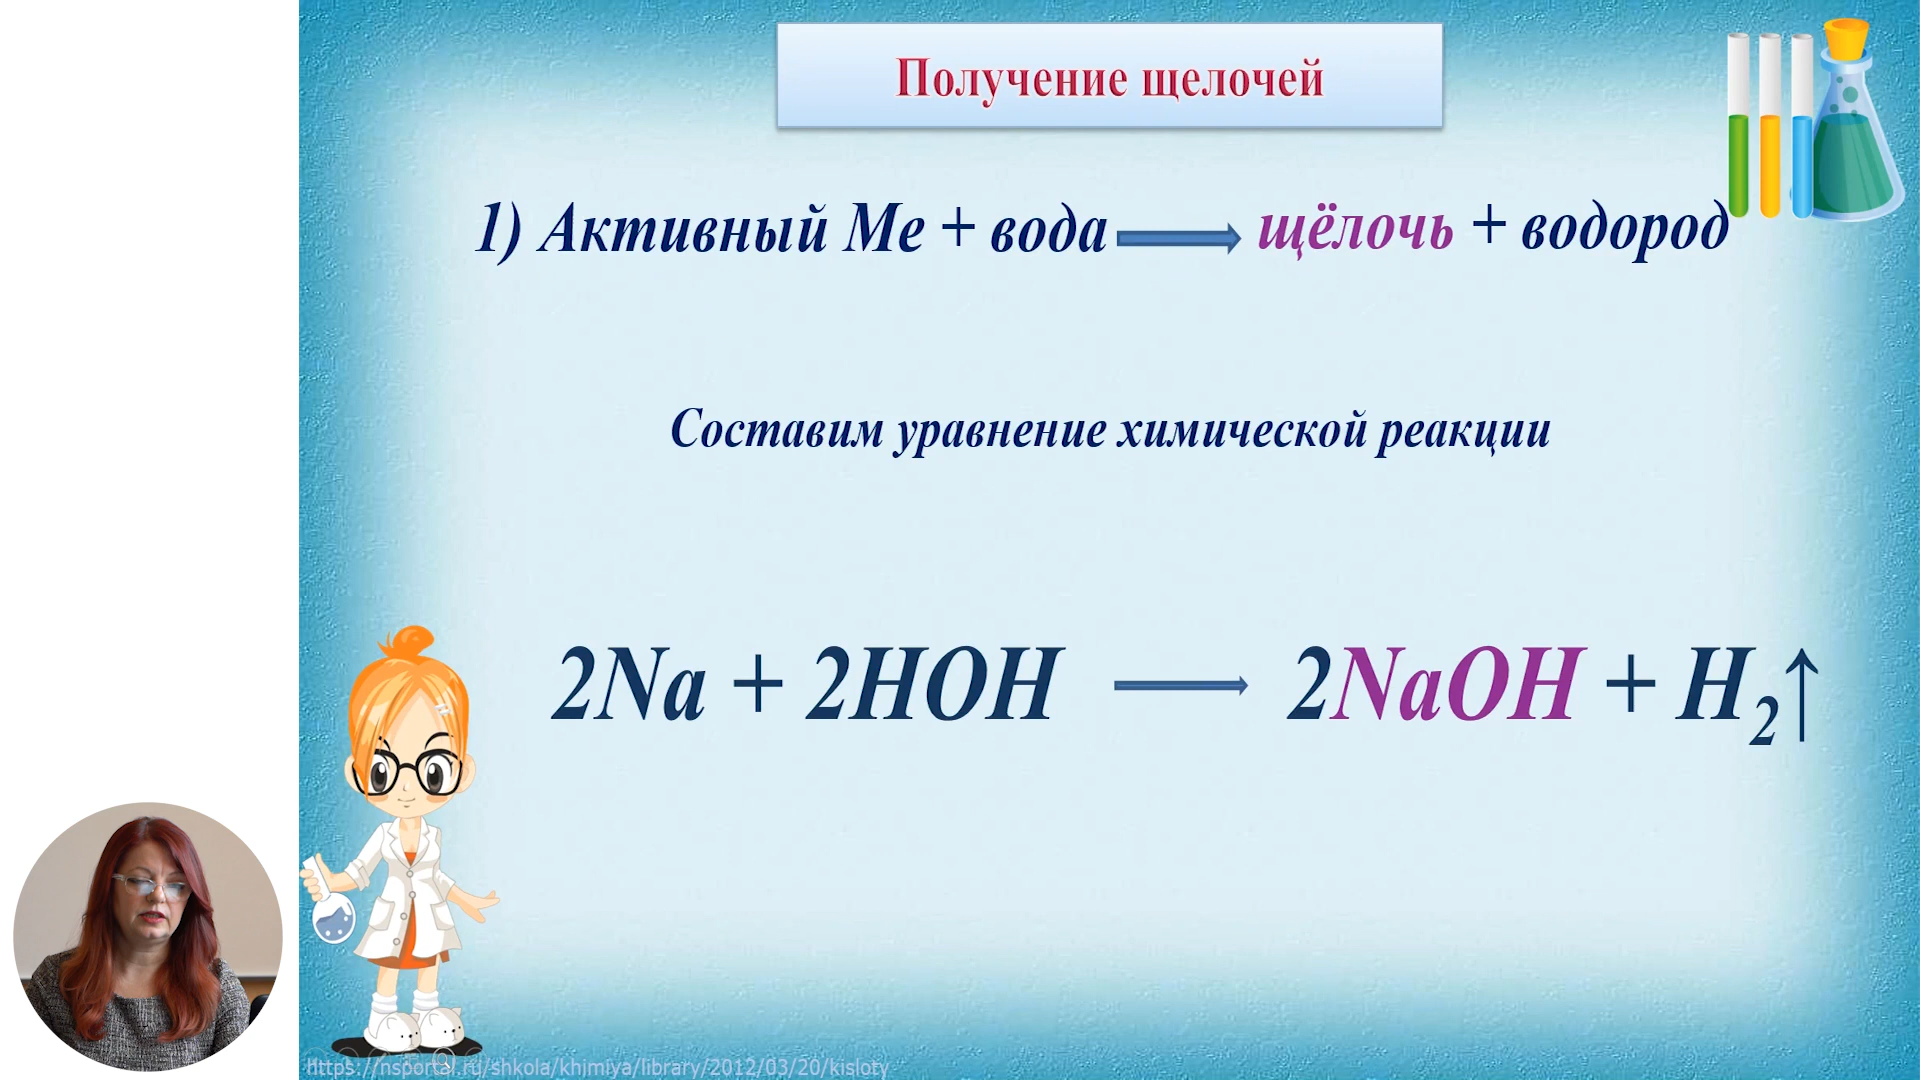 Получение щелочей
1) Активный Ме + вода → щёлочь + водород
Составим уравнение химической реакции
2Na + 2HOH → 2NaOH + H₂↑
https://nsportal.ru/shkola/khimiya/library/2012/03/20/kisloty